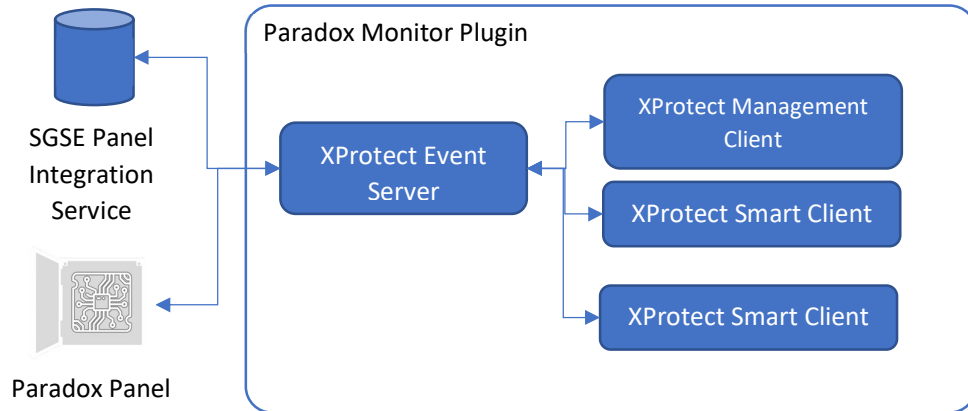 Paradox Monitor Plugin
SGSE Panel
Integration
Service
Paradox Panel
XProtect Event
Server
XProtect Management
Client
XProtect Smart Client
XProtect Smart Client